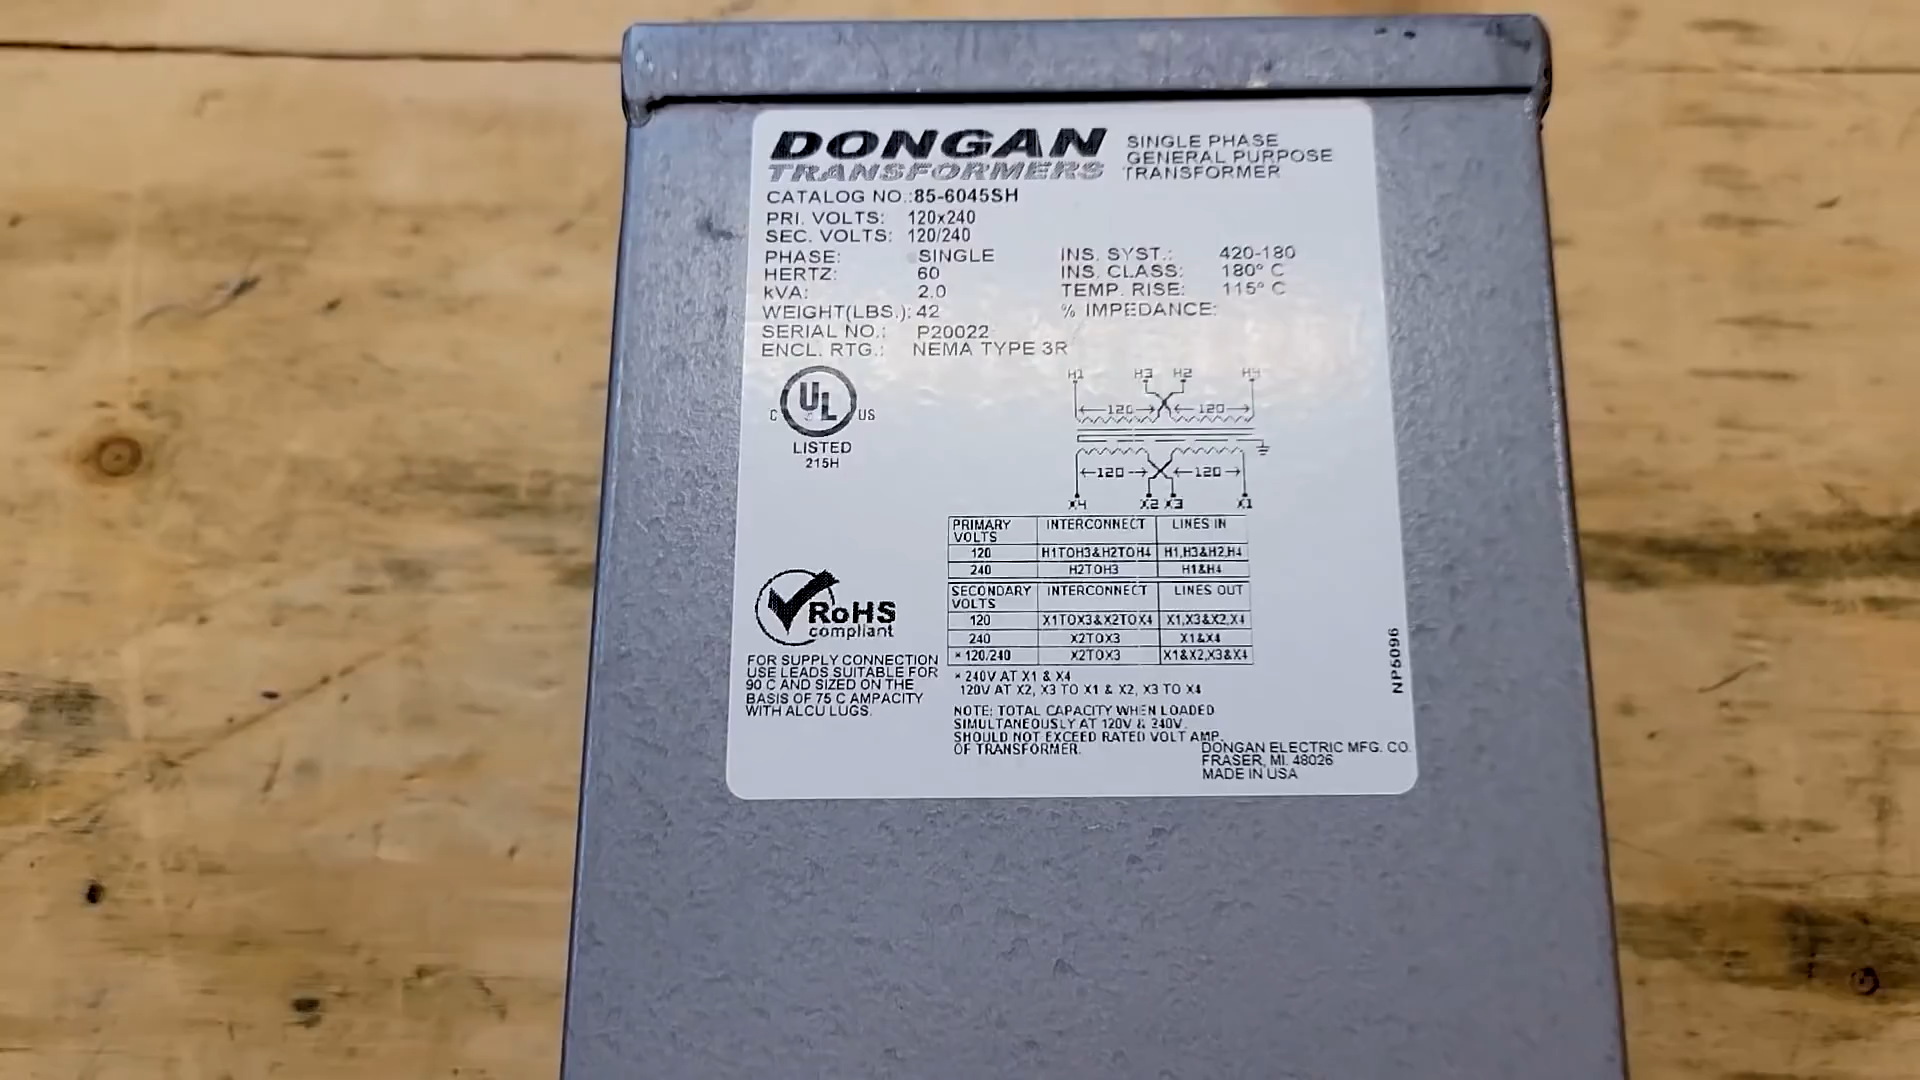 DONGAN
TRANSFORMERS
SINGLE PHASE
GENERAL PURPOSE
TRANSFORMER
CATALOG NO.:85-6045SH
PRI. VOLTS: 120x240
SEC. VOLTS: 120/240
PHASE: SINGLE
HERTZ: 60
kVA: 2.0
WEIGHT(LBS.): 42
SERIAL NO.: P20022
ENCL. RTG.: NEMA TYPE 3R
INS. SYST.: 420-180
INS. CLASS: 180° C
TEMP. RISE: 115° C
% IMPEDANCE:
C UL US
LISTED
215H
H1 H3 H2 H4
120 120
120 120
X4 X2 X3 X1
PRIMARY VOLTS INTERCONNECT LINES IN
120 H1TOH3&H2TOH4 H1,H3&H2,H4
240 H2TOH3 H1&H4
SECONDARY VOLTS INTERCONNECT LINES OUT
120 X1TOX3&X2TOX4 X1,X3&X2,X4
240 X2TOX3 X1&X4
* 120/240 X2TOX3 X1&X2,X3&X4
* 240V AT X1 & X4
120V AT X2, X3 TO X1 & X2, X3 TO X4
NOTE: TOTAL CAPACITY WHEN LOADED
SIMULTANEOUSLY AT 120V & 240V.
SHOULD NOT EXCEED RATED VOLT AMP.
OF TRANSFORMER.
RoHS
compliant
FOR SUPPLY CONNECTION
USE LEADS SUITABLE FOR
90 C AND SIZED ON THE
BASIS OF 75 C AMPACITY
WITH ALCU LUGS.
DONGAN ELECTRIC MFG. CO.
FRASER, MI. 48026
MADE IN USA
NP5096